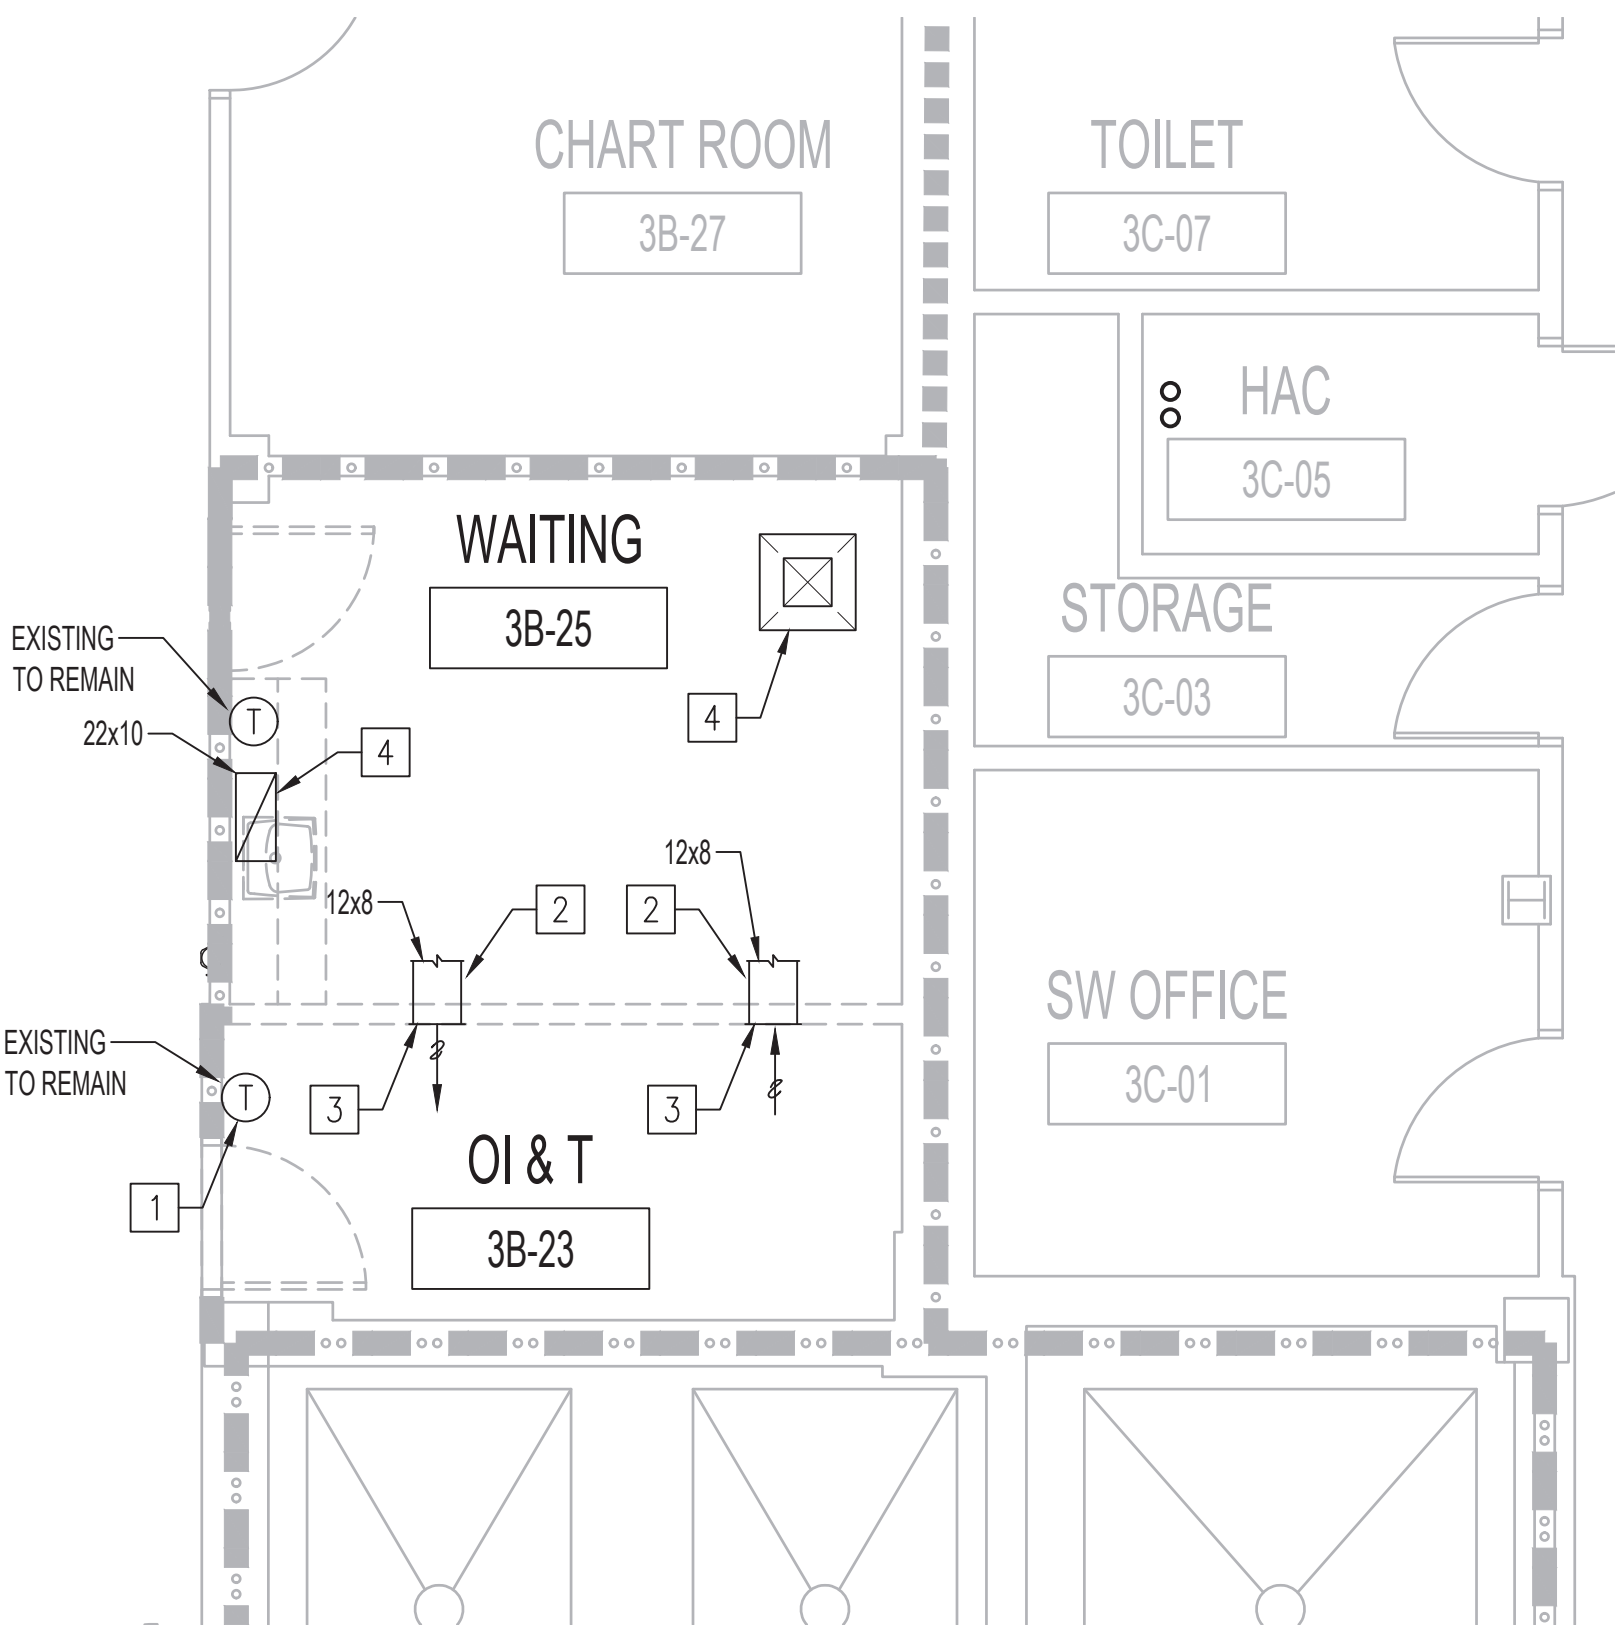 CHART ROOM
3B-27
TOILET
3C-07
HAC
3C-05
WAITING
3B-25
STORAGE
3C-03
EXISTING
TO REMAIN
T
22x10
4
4
12x8
2
2
12x8
SW OFFICE
3C-01
EXISTING
TO REMAIN
T
3
3
1
OI & T
3B-23